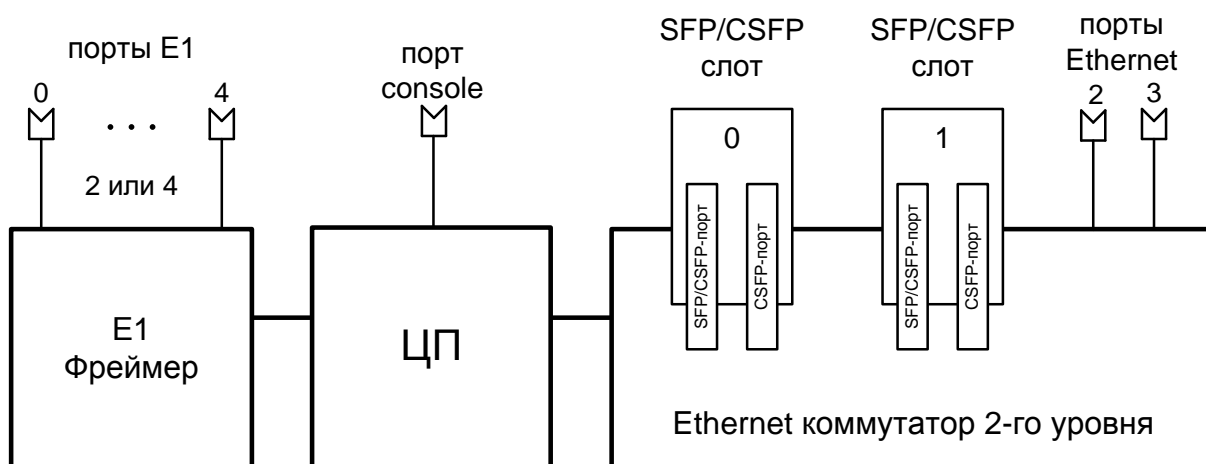 порты E1
0
4
. . .
2 или 4
E1
Фреймер
порт
console
ЦП
SFP/CSFP
слот
0
SFP/CSFP-порт
CSFP-порт
SFP/CSFP
слот
1
SFP/CSFP-порт
CSFP-порт
порты
Ethernet
2
3
Ethernet коммутатор 2-го уровня